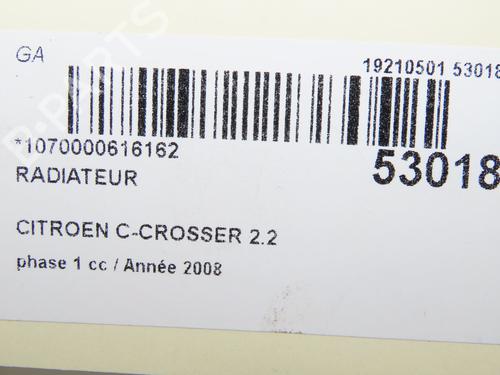 GA
19210501 53018
*1070000616162
53018
RADIATEUR
CITROEN C-CROSSER 2.2
phase 1 cc / Année 2008